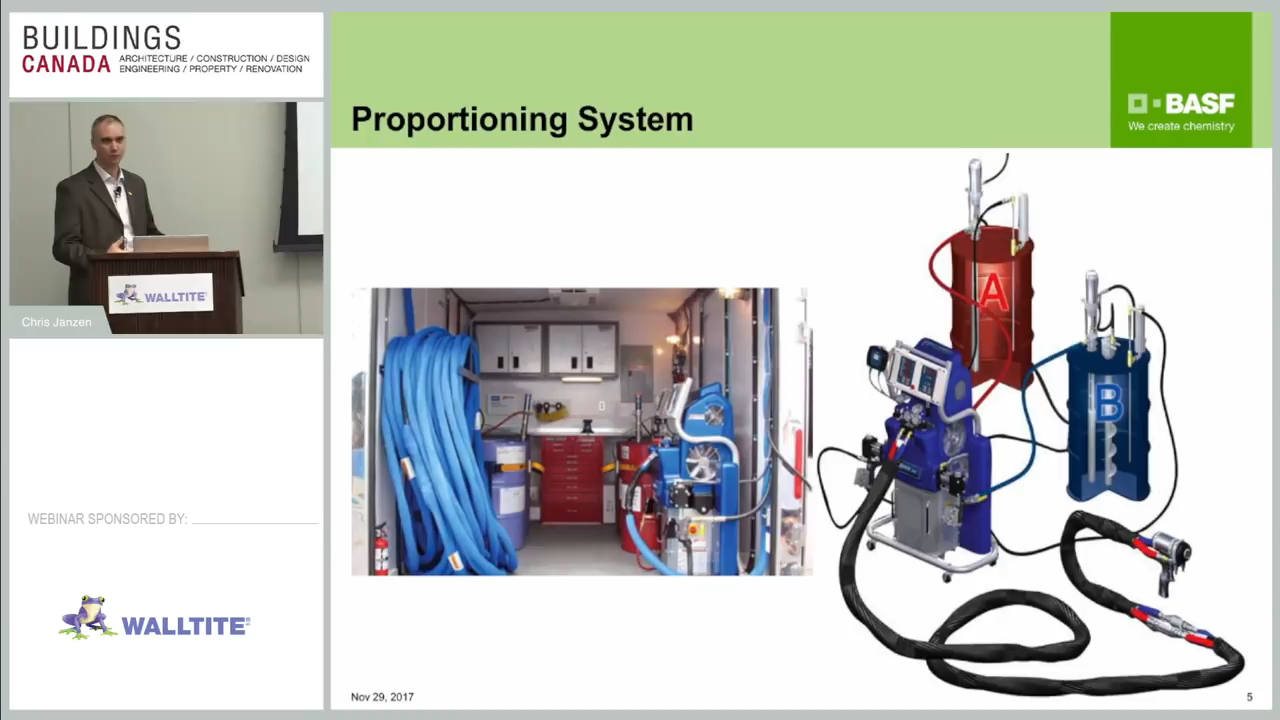 BUILDINGS
CANADA
ARCHITECTURE / CONSTRUCTION / DESIGN
ENGINEERING / PROPERTY / RENOVATION
WALLTITE
Chris Janzen
WEBINAR SPONSORED BY:
WALLTITE
Proportioning System
BASF
We create chemistry
A
B
Nov 29, 2017
5